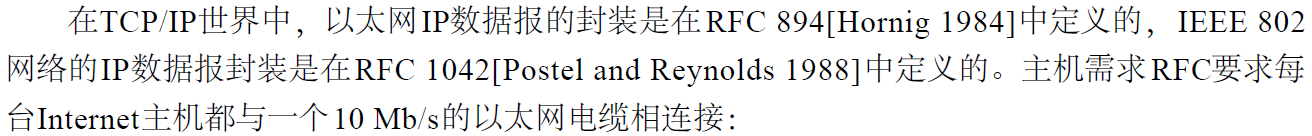 在TCP/IP世界中，以太网IP数据报的封装是在RFC 894[Hornig 1984]中定义的，IEEE 802
网络的IP数据报封装是在RFC 1042[Postel and Reynolds 1988]中定义的。主机需求RFC要求每
台Internet主机都与一个10 Mb/s的以太网电缆相连接：